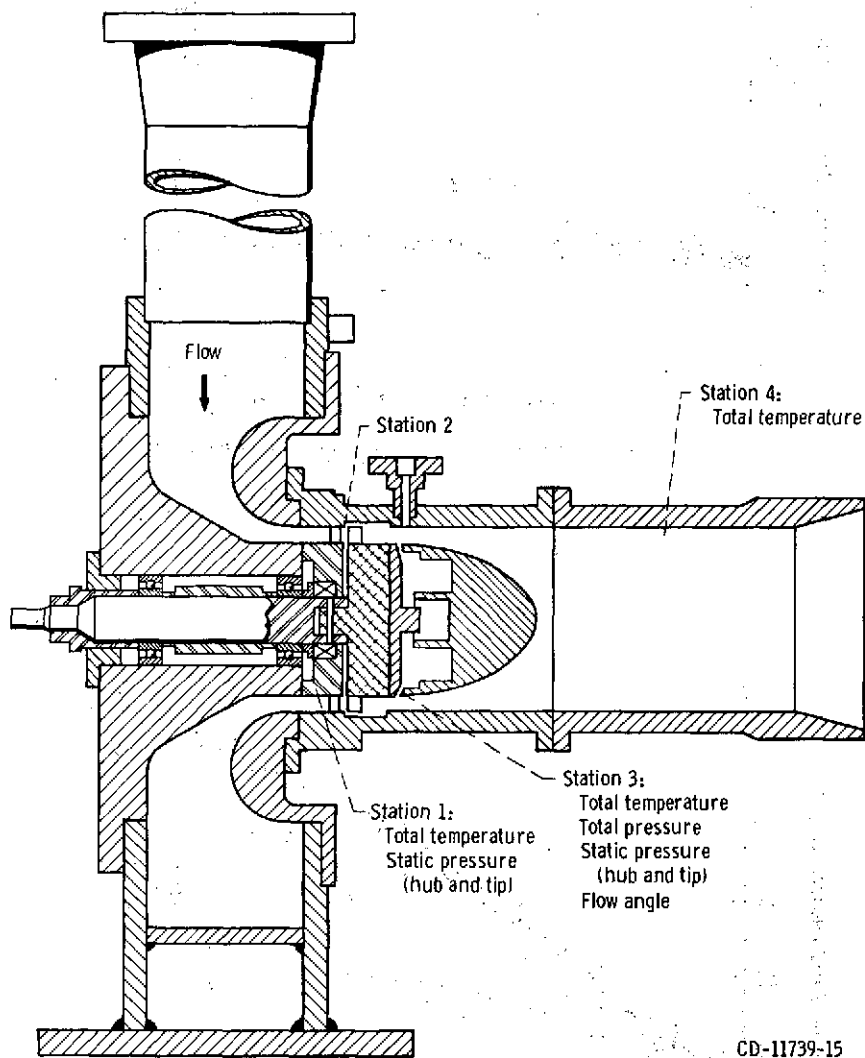 Flow
Station 4:
Total temperature
Station 2
Station 3:
Total temperature
Total pressure
Static pressure
(hub and tip)
Flow angle
Station 1:
Total temperature
Static pressure
(hub and tip)
CD-11739-15